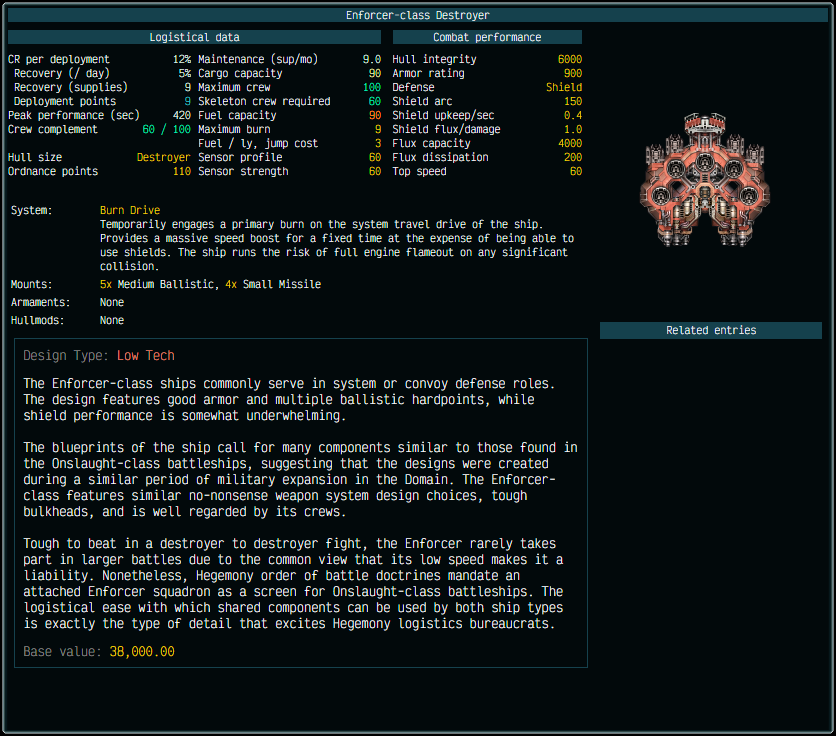 Enforcer-class Destroyer
Logistical data
Combat performance
CR per deployment 12% Maintenance (sup/mo) 9.0 Hull integrity 6000
Recovery (/ day) 5% Cargo capacity 90 Armor rating 900
Recovery (supplies) 9 Maximum crew 100 Defense Shield
Deployment points 9 Skeleton crew required 60 Shield arc 150
Peak performance (sec) 420 Fuel capacity 90 Shield upkeep/sec 0.4
Crew complement 60 / 100 Maximum burn 9 Shield flux/damage 1.0
Fuel / ly, jump cost 3 Flux capacity 4000
Hull size Destroyer Sensor profile 60 Flux dissipation 200
Ordnance points 110 Sensor strength 60 Top speed 60
System: Burn Drive
Temporarily engages a primary burn on the system travel drive of the ship.
Provides a massive speed boost for a fixed time at the expense of being able to
use shields. The ship runs the risk of full engine flameout on any significant
collision.
Mounts: 5x Medium Ballistic, 4x Small Missile
Armaments: None
Hullmods: None
Related entries
Design Type: Low Tech
The Enforcer-class ships commonly serve in system or convoy defense roles.
The design features good armor and multiple ballistic hardpoints, while
shield performance is somewhat underwhelming.
The blueprints of the ship call for many components similar to those found in
the Onslaught-class battleships, suggesting that the designs were created
during a similar period of military expansion in the Domain. The Enforcer-
class features similar no-nonsense weapon system design choices, tough
bulkheads, and is well regarded by its crews.
Tough to beat in a destroyer to destroyer fight, the Enforcer rarely takes
part in larger battles due to the common view that its low speed makes it a
liability. Nonetheless, Hegemony order of battle doctrines mandate an
attached Enforcer squadron as a screen for Onslaught-class battleships. The
logistical ease with which shared components can be used by both ship types
is exactly the type of detail that excites Hegemony logistics bureaucrats.
Base value: 38,000.00